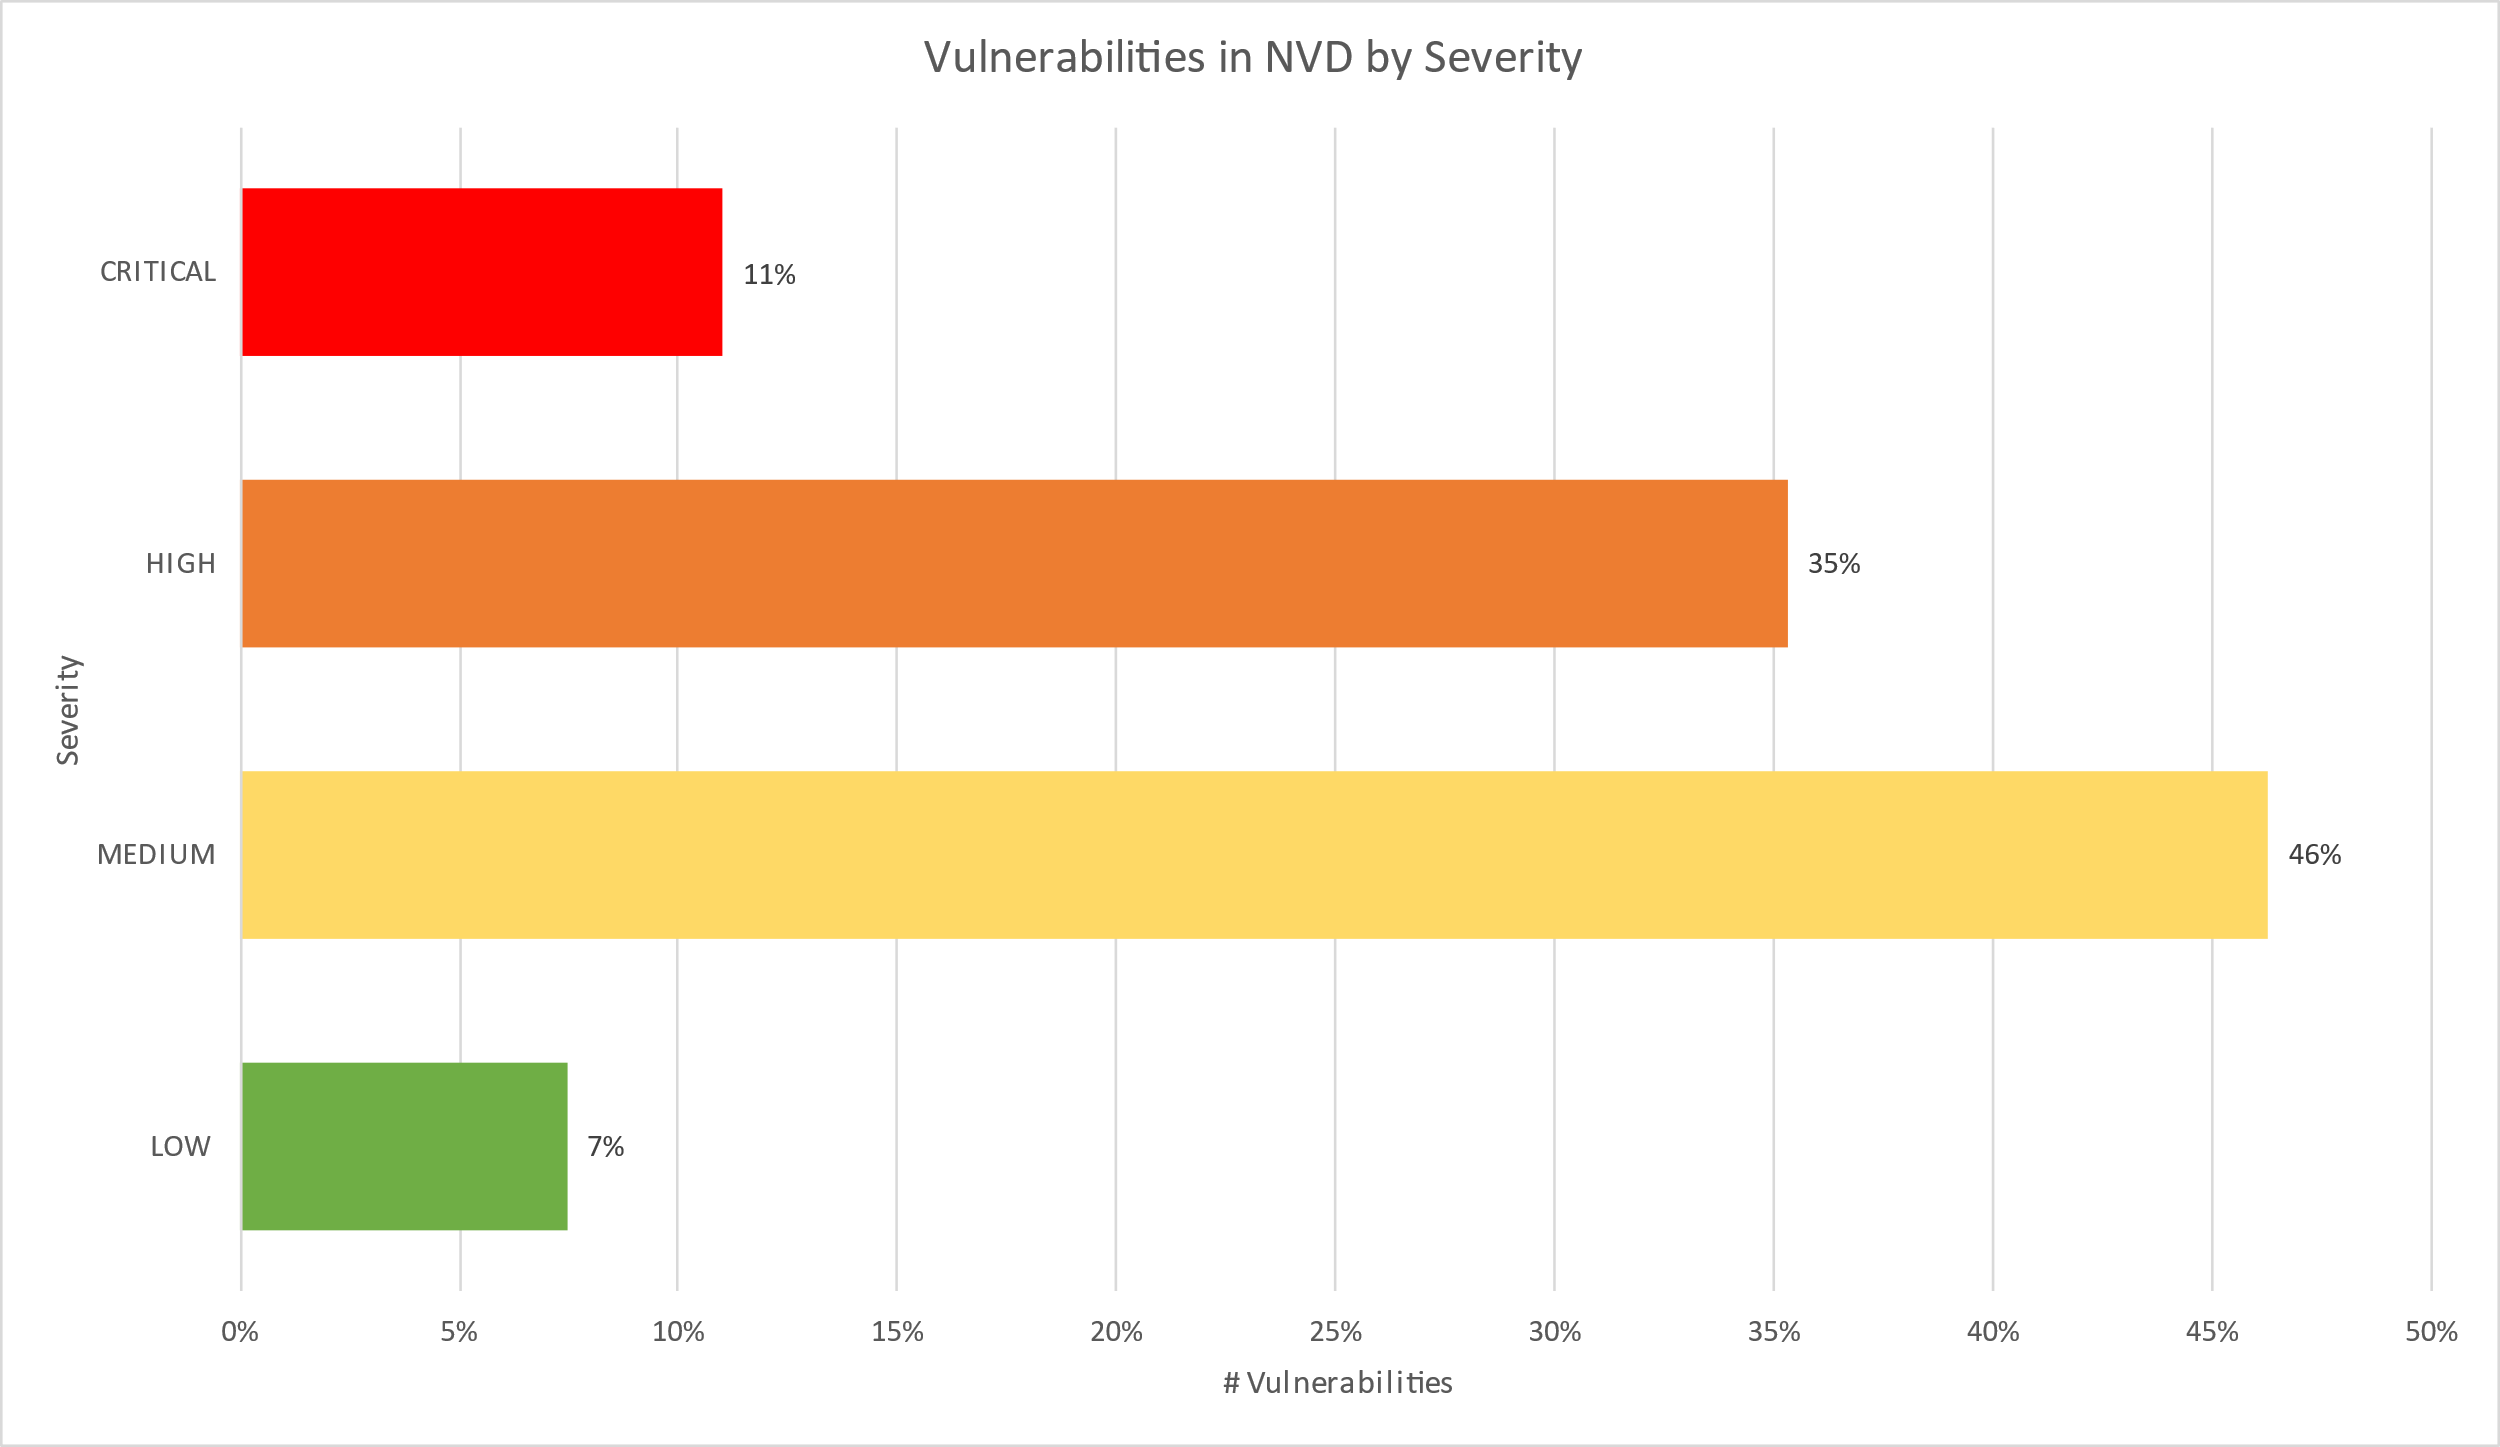 Vulnerabilities in NVD by Severity
CRITICAL
11%
HIGH
35%
Severity
MEDIUM
46%
LOW
7%
0% 5% 10% 15% 20% 25% 30% 35% 40% 45% 50%
# Vulnerabilities